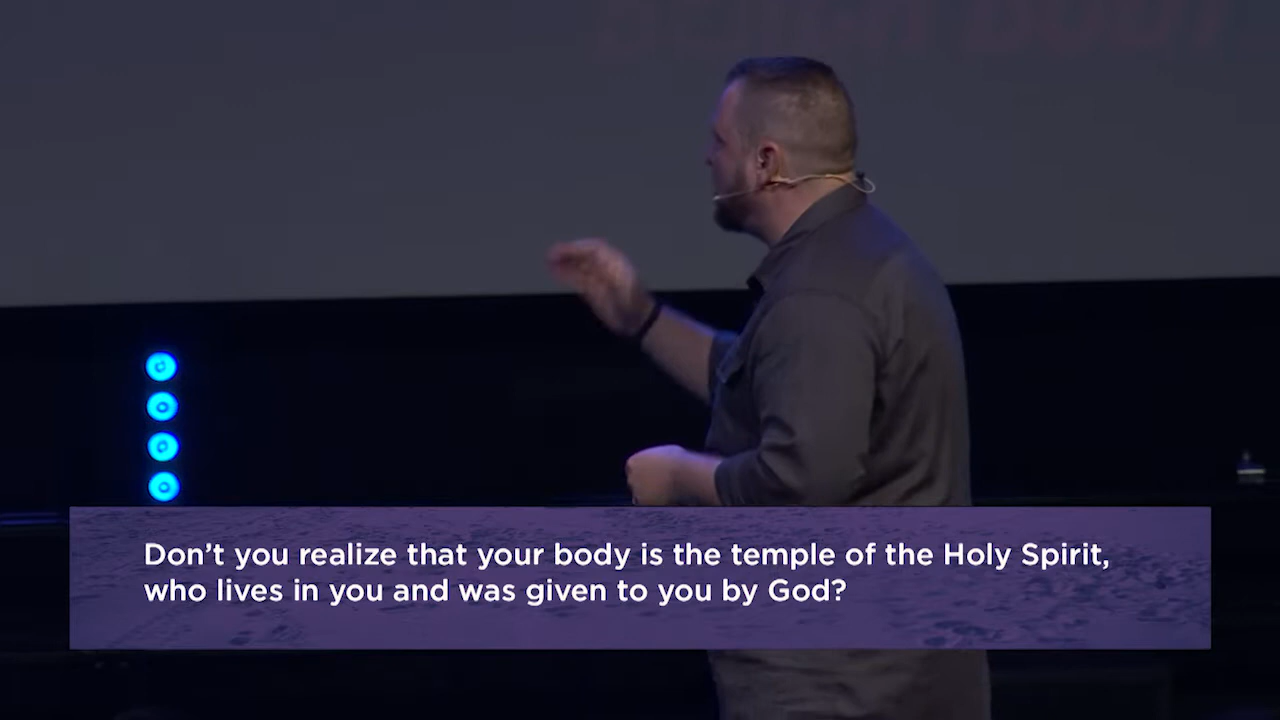 Don't you realize that your body is the temple of the Holy Spirit,
who lives in you and was given to you by God?